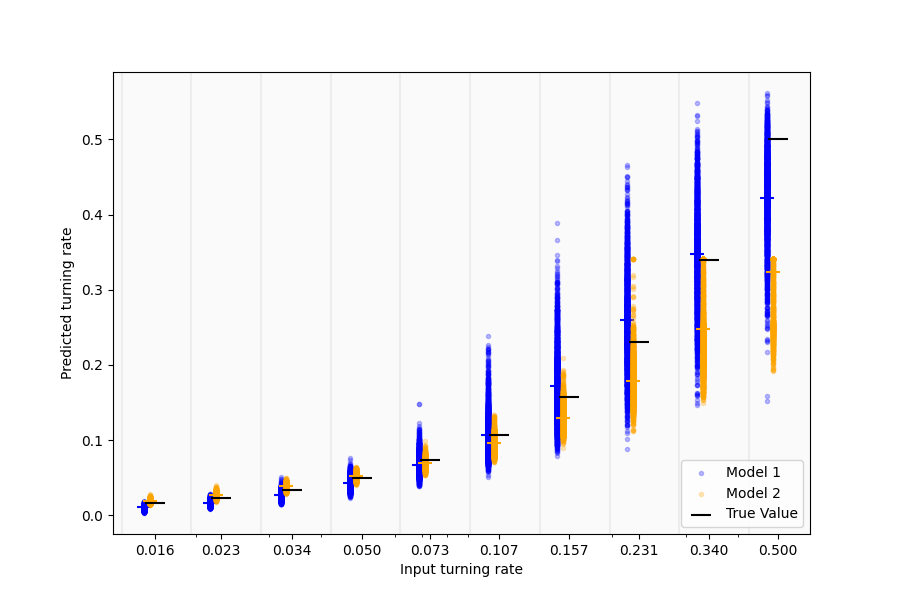 0.5
0.4
0.3
0.2
0.1
0.0
Predicted turning rate
Model 1
Model 2
True Value
0.016 0.023 0.034 0.050 0.073 0.107 0.157 0.231 0.340 0.500
Input turning rate